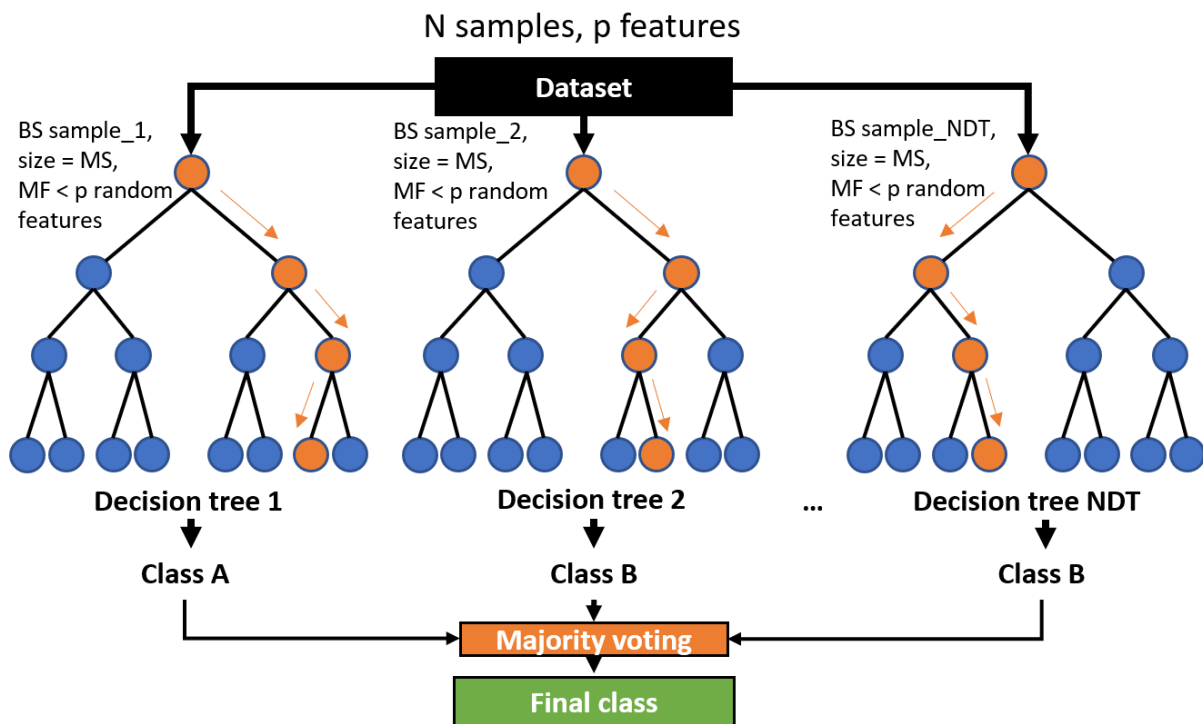 N samples, p features
Dataset
BS sample_1,
size = MS,
MF < p random
features
BS sample_2,
size = MS,
MF < p random
features
BS sample_NDT,
size = MS,
MF < p random
features
Decision tree 1
Decision tree 2
...
Decision tree NDT
Class A
Class B
Class B
Majority voting
Final class